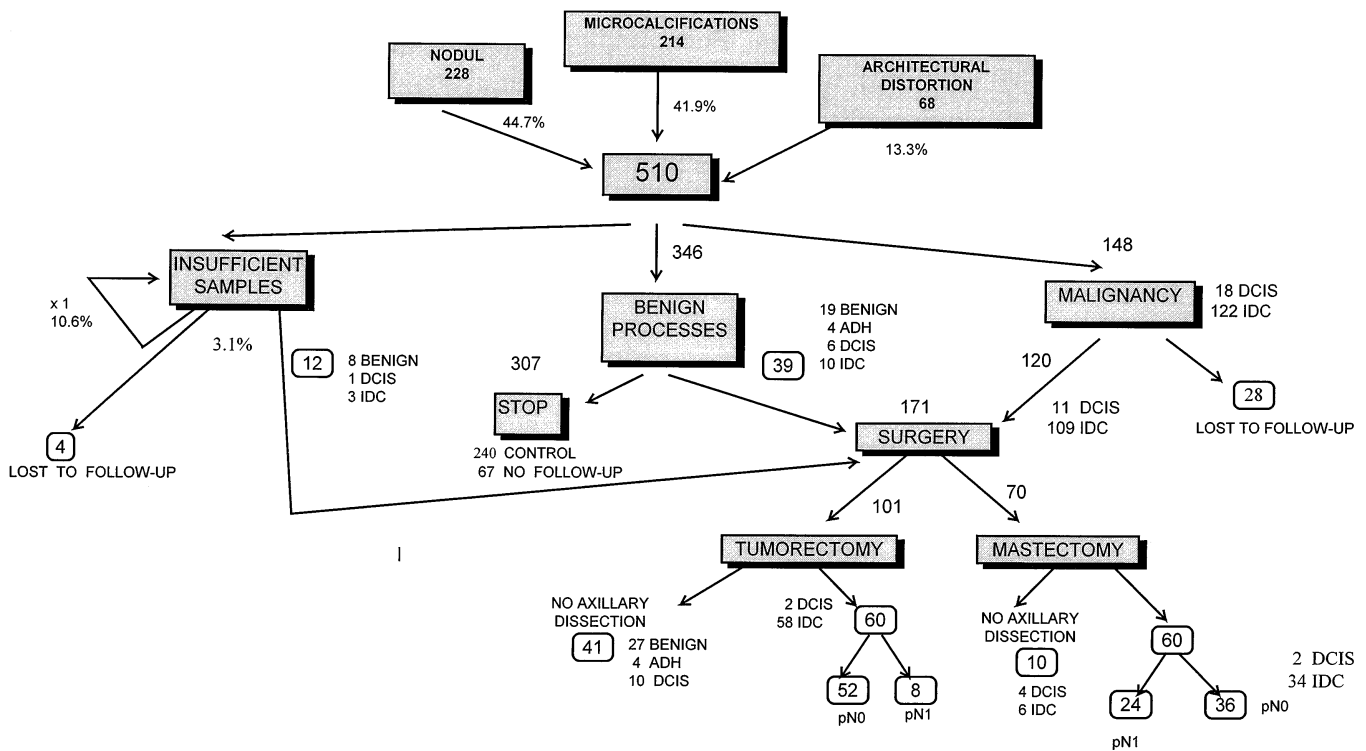 MICROCALCIFICATIONS
214
NODUL
228
ARCHITECTURAL
DISTORTION
68
44.7%
41.9%
13.3%
510
INSUFFICIENT
SAMPLES
346
148
x 1
10.6%
3.1%
BENIGN
PROCESSES
MALIGNANCY
18 DCIS
122 IDC
12
8 BENIGN
1 DCIS
3 IDC
39
19 BENIGN
4 ADH
6 DCIS
10 IDC
307
STOP
240 CONTROL
67 NO FOLLOW-UP
120
11 DCIS
109 IDC
28
LOST TO FOLLOW-UP
4
LOST TO FOLLOW-UP
171
SURGERY
101
70
TUMORECTOMY
MASTECTOMY
NO AXILLARY
DISSECTION
41
27 BENIGN
4 ADH
10 DCIS
2 DCIS
58 IDC
60
52
pN0
8
pN1
NO AXILLARY
DISSECTION
10
4 DCIS
6 IDC
60
24
pN1
36
pN0
2 DCIS
34 IDC